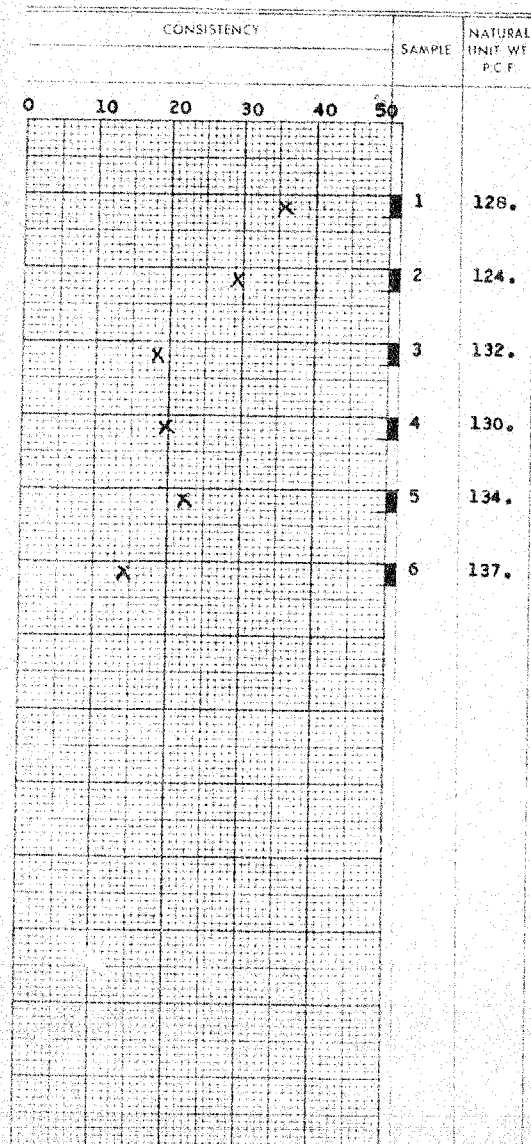 CONSISTENCY
SAMPLE
NATURAL
UNIT WT
P.C.F.
0 10 20 30 40 50
1 128.
2 124.
3 132.
4 130.
5 134.
6 137.